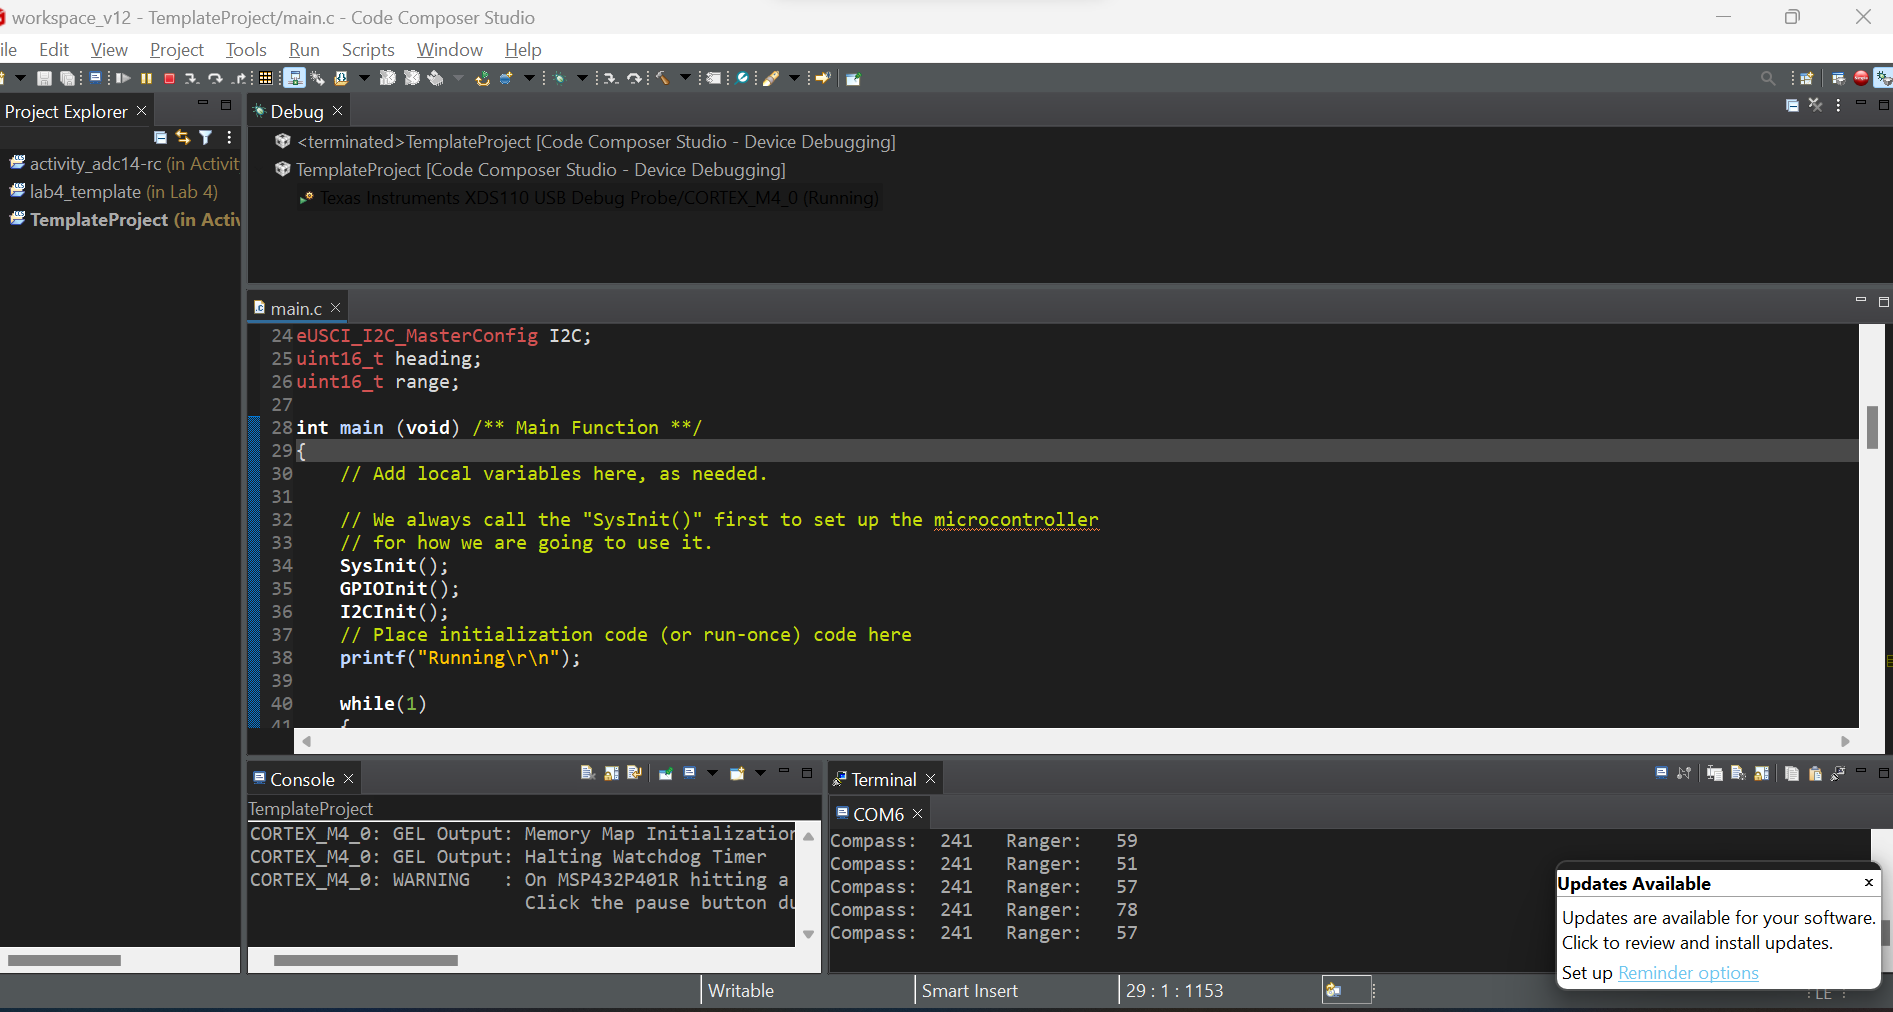 workspace_v12 - TemplateProject/main.c - Code Composer Studio
ile Edit View Project Tools Run Scripts Window Help
Project Explorer
activity_adc14-rc (in Activit
lab4_template (in Lab 4)
TemplateProject (in Activ
Debug
<terminated>TemplateProject [Code Composer Studio - Device Debugging]
TemplateProject [Code Composer Studio - Device Debugging]
Texas Instruments XDS110 USB Debug Probe/CORTEX_M4_0 (Running)
main.c
24 eUSCI_I2C_MasterConfig I2C;
25 uint16_t heading;
26 uint16_t range;
27
28 int main (void) /** Main Function **/
29 {
30 // Add local variables here, as needed.
31
32 // We always call the "SysInit()" first to set up the microcontroller
33 // for how we are going to use it.
34 SysInit();
35 GPIOInit();
36 I2CInit();
37 // Place initialization code (or run-once) code here
38 printf("Running\r\n");
39
40 while(1)
41 {
Console
TemplateProject
CORTEX_M4_0: GEL Output: Memory Map Initialization
CORTEX_M4_0: GEL Output: Halting Watchdog Timer
CORTEX_M4_0: WARNING : On MSP432P401R hitting a
Click the pause button du
Terminal
COM6
Compass: 241 Ranger: 59
Compass: 241 Ranger: 51
Compass: 241 Ranger: 57
Compass: 241 Ranger: 78
Compass: 241 Ranger: 57
Updates Available
Updates are available for your software.
Click to review and install updates.
Set up Reminder options
Writable
Smart Insert
29 : 1 : 1153
LE